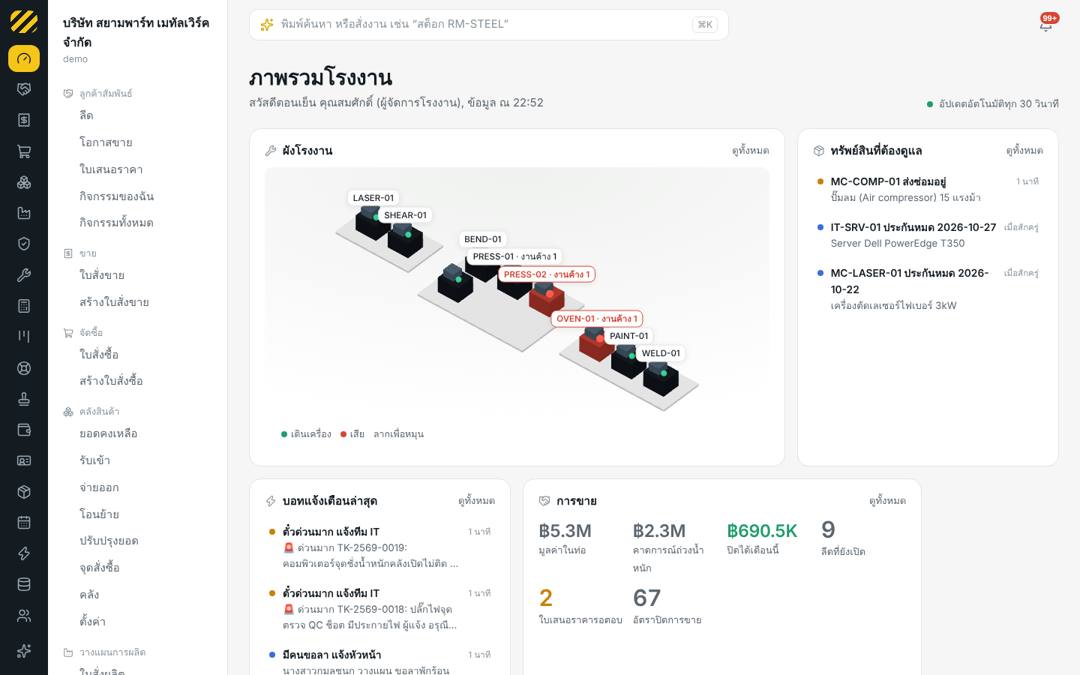 บริษัท สยามพาร์ท เมทัลเวิร์ค
จำกัด
demo
ลูกค้าสัมพันธ์
ลีด
โอกาสขาย
ใบเสนอราคา
กิจกรรมของฉัน
กิจกรรมทั้งหมด
ขาย
ใบสั่งขาย
สร้างใบสั่งขาย
จัดซื้อ
ใบสั่งซื้อ
สร้างใบสั่งซื้อ
คลังสินค้า
ยอดคงเหลือ
รับเข้า
จ่ายออก
โอนย้าย
ปรับปรุงยอด
จุดสั่งซื้อ
คลัง
ตั้งค่า
วางแผนการผลิต
ใบสั่งผลิต
พิมพ์ค้นหา หรือสั่งงาน เช่น “สต็อก RM-STEEL”
⌘K
99+
ภาพรวมโรงงาน
สวัสดีตอนเย็น คุณสมศักดิ์ (ผู้จัดการโรงงาน), ข้อมูล ณ 22:52
อัปเดตอัตโนมัติทุก 30 วินาที
ผังโรงงาน
ดูทั้งหมด
LASER-01
SHEAR-01
BEND-01
PRESS-01 · งานค้าง 1
PRESS-02 · งานค้าง 1
OVEN-01 · งานค้าง 1
PAINT-01
WELD-01
เดินเครื่อง เสีย ลากเพื่อหมุน
ทรัพย์สินที่ต้องดูแล
ดูทั้งหมด
MC-COMP-01 ส่งซ่อมอยู่
1 นาที
ปั๊มลม (Air compressor) 15 แรงม้า
IT-SRV-01 ประกันหมด 2026-10-27
เมื่อสักครู่
Server Dell PowerEdge T350
MC-LASER-01 ประกันหมด 2026-
10-22
เมื่อสักครู่
เครื่องตัดเลเซอร์ไฟเบอร์ 3kW
บอทแจ้งเตือนล่าสุด
ดูทั้งหมด
ตั๋วด่วนมาก แจ้งทีม IT
1 นาที
🚨 ด่วนมาก TK-2569-0019:
คอมพิวเตอร์จุดชั่งน้ำหนักคลังเปิดไม่ติด ...
ตั๋วด่วนมาก แจ้งทีม IT
1 นาที
🚨 ด่วนมาก TK-2569-0018: ปลั๊กไฟจุด
ตรวจ QC ช็อต มีประกายไฟ ผู้แจ้ง อรุณี...
มีคนขอลา แจ้งหัวหน้า
1 นาที
นางสาวกมลชนก วางแผน ขอลาพักร้อน
การขาย
ดูทั้งหมด
฿5.3M
มูลค่าในท่อ
฿2.3M
คาดการณ์ถ่วงน้ำ
หนัก
฿690.5K
ปิดได้เดือนนี้
9
ลีดที่ยังเปิด
2
ใบเสนอราคารอตอบ
67
อัตราปิดการขาย